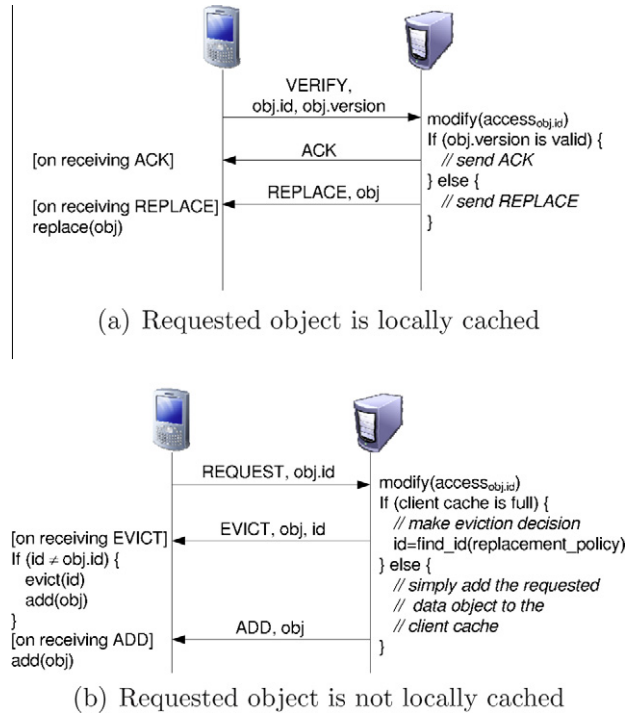 VERIFY,
obj.id, obj.version
modify(access_obj.id)
If (obj.version is valid) {
[on receiving ACK]
ACK
// send ACK
} else {
[on receiving REPLACE]
REPLACE, obj
// send REPLACE
replace(obj)
}
(a) Requested object is locally cached
REQUEST, obj.id
modify(access_obj.id)
If (client cache is full) {
// make eviction decision
[on receiving EVICT]
EVICT, obj, id
id=find_id(replacement_policy)
If (id ≠ obj.id) {
} else {
evict(id)
// simply add the requested
add(obj)
// data object to the
}
// client cache
[on receiving ADD]
ADD, obj
}
add(obj)
(b) Requested object is not locally cached